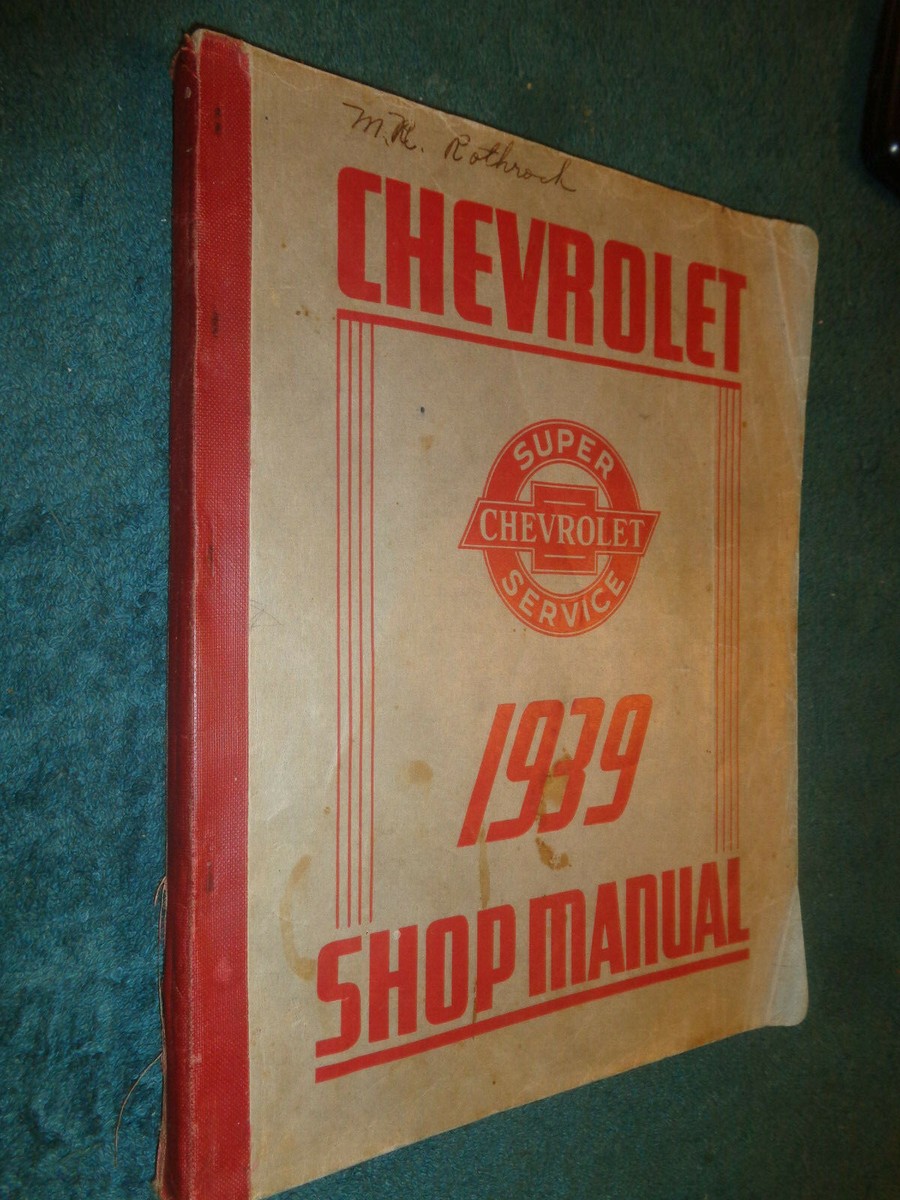 M.R. Rothrock
CHEVROLET
SUPER
CHEVROLET
SERVICE
1939
SHOP MANUAL